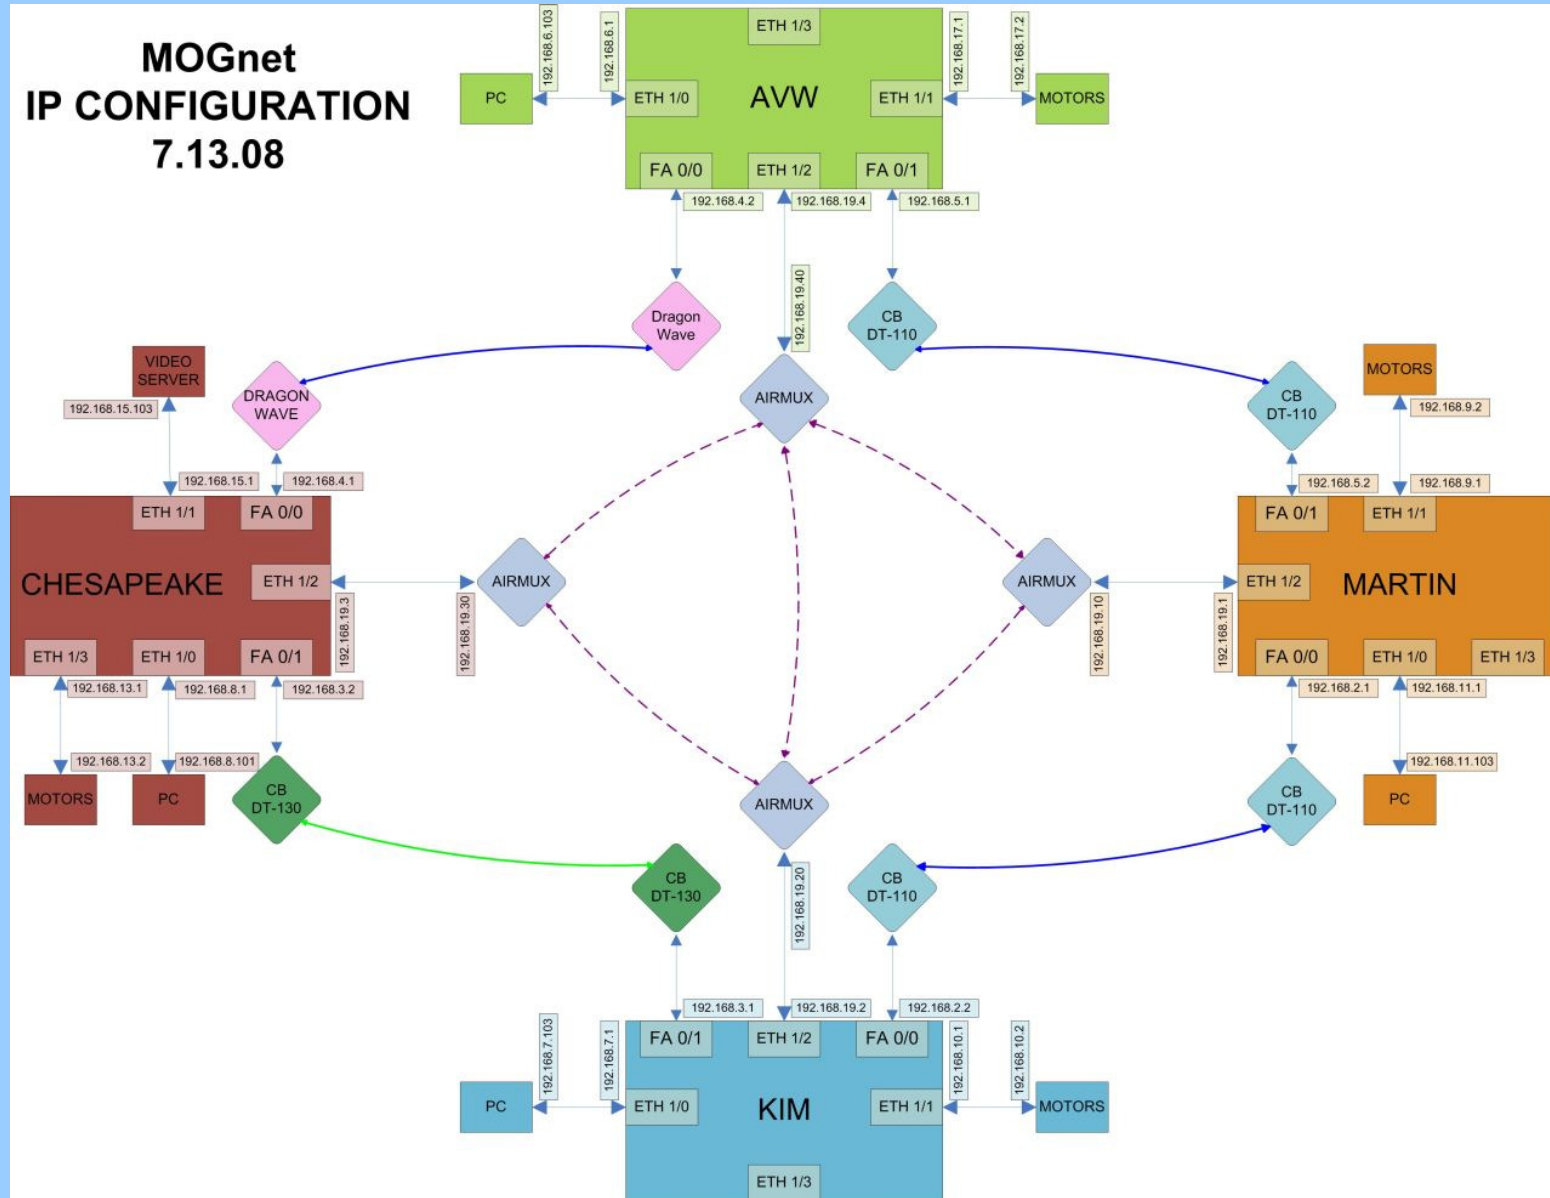 MOGnet
IP CONFIGURATION
7.13.08
192.168.6.103
192.168.6.1
ETH 1/3
192.168.17.1
192.168.17.2
PC
ETH 1/0
AVW
ETH 1/1
MOTORS
FA 0/0
ETH 1/2
FA 0/1
192.168.4.2
192.168.19.4
192.168.5.1
192.168.19.40
Dragon
Wave
CB
DT-110
VIDEO
SERVER
192.168.15.103
DRAGON
WAVE
AIRMUX
CB
DT-110
MOTORS
192.168.9.2
192.168.15.1
192.168.4.1
192.168.5.2
192.168.9.1
ETH 1/1
FA 0/0
FA 0/1
ETH 1/1
CHESAPEAKE
ETH 1/2
AIRMUX
AIRMUX
ETH 1/2
MARTIN
192.168.19.3
192.168.19.30
192.168.19.10
192.168.19.1
ETH 1/3
ETH 1/0
FA 0/1
FA 0/0
ETH 1/0
ETH 1/3
192.168.13.1
192.168.8.1
192.168.3.2
192.168.2.1
192.168.11.1
192.168.13.2
192.168.8.101
192.168.11.103
MOTORS
PC
CB
DT-130
AIRMUX
CB
DT-110
PC
CB
DT-130
192.168.19.20
CB
DT-110
192.168.3.1
192.168.19.2
192.168.2.2
192.168.7.103
192.168.7.1
FA 0/1
ETH 1/2
FA 0/0
192.168.10.1
192.168.10.2
PC
ETH 1/0
KIM
ETH 1/1
MOTORS
ETH 1/3